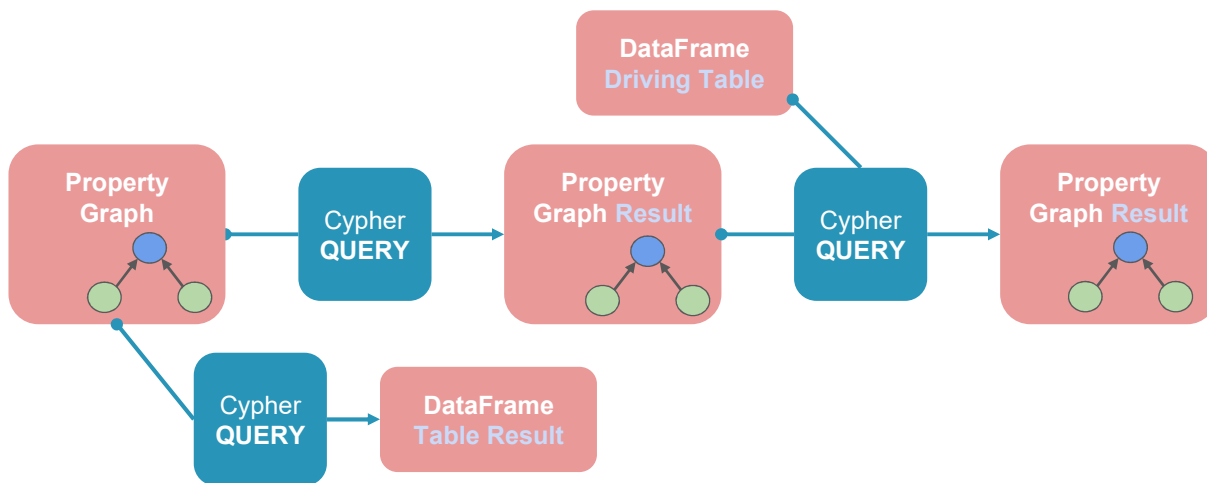 DataFrame
Driving Table
Property
Graph
Cypher
QUERY
Property
Graph Result
Cypher
QUERY
Property
Graph Result
Cypher
QUERY
DataFrame
Table Result